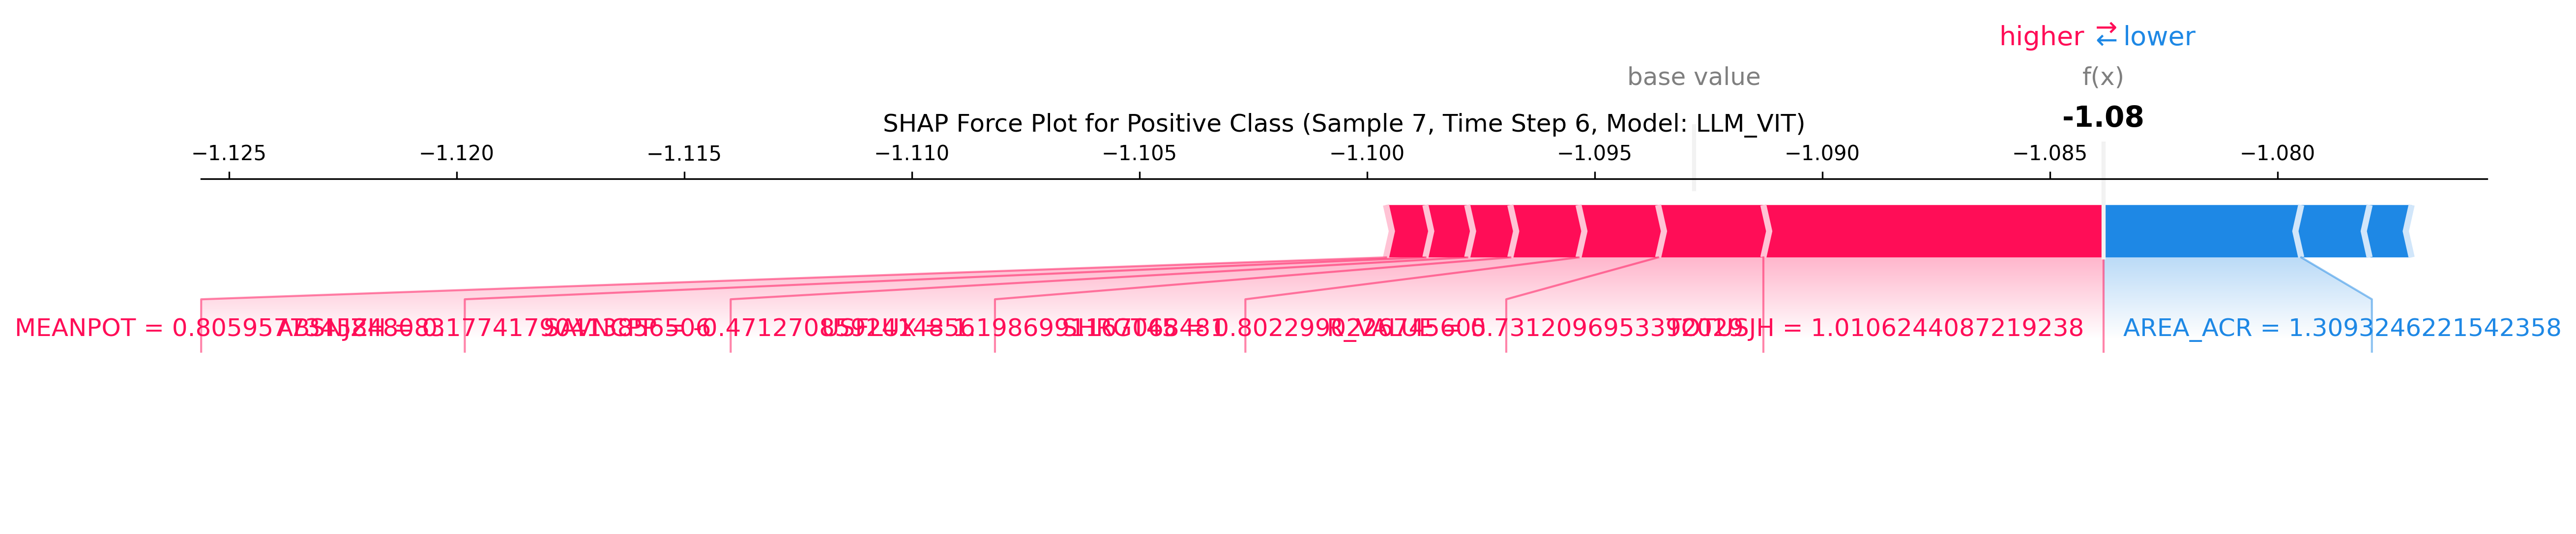 higher ⇄ lower
base value f(x)
-1.08
SHAP Force Plot for Positive Class (Sample 7, Time Step 6, Model: LLM_VIT)
−1.125 −1.120 −1.115 −1.110 −1.105 −1.100 −1.095 −1.090 −1.085 −1.080
MEANPOT = R_VALUE = TOTUSJH = 1.0106244087219238 AREA_ACR = 1.3093246221542358